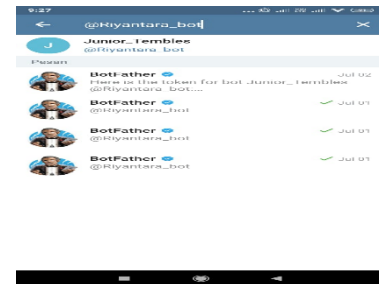 9:27
@Riyantara_bot
J
Junior_Tembles
@Riyantara_bot
Pesan
BotFather Jul 02
Here is the token for bot Junior_Tembles
@Riyantara_bot....
BotFather Jul 01
@Riyantara_bot
BotFather Jul 01
@Riyantara_bot
BotFather Jul 01
@Riyantara_bot